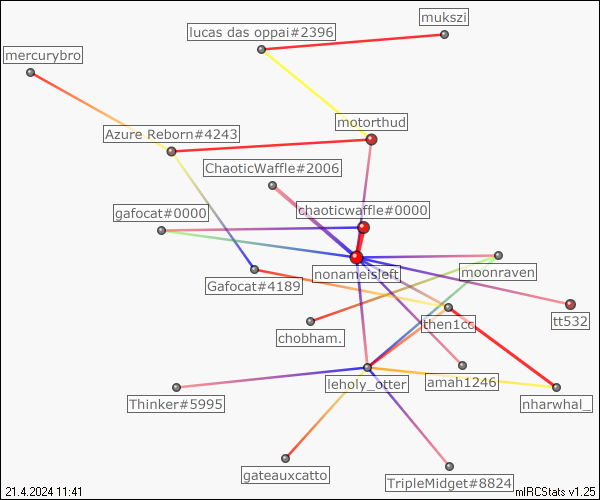 lucas das oppai#2396
mukszi
mercurybro
motorthud
Azure Reborn#4243
ChaoticWaffle#2006
gafocat#0000
chaoticwaffle#0000
nonameisleft
moonraven
Gafocat#4189
then1cc
tt532
chobham.
leholy_otter
amah1246
Thinker#5995
nharwhal_
gateauxcatto
TripleMidget#8824
21.4.2024 11:41
mIRCStats v1.25